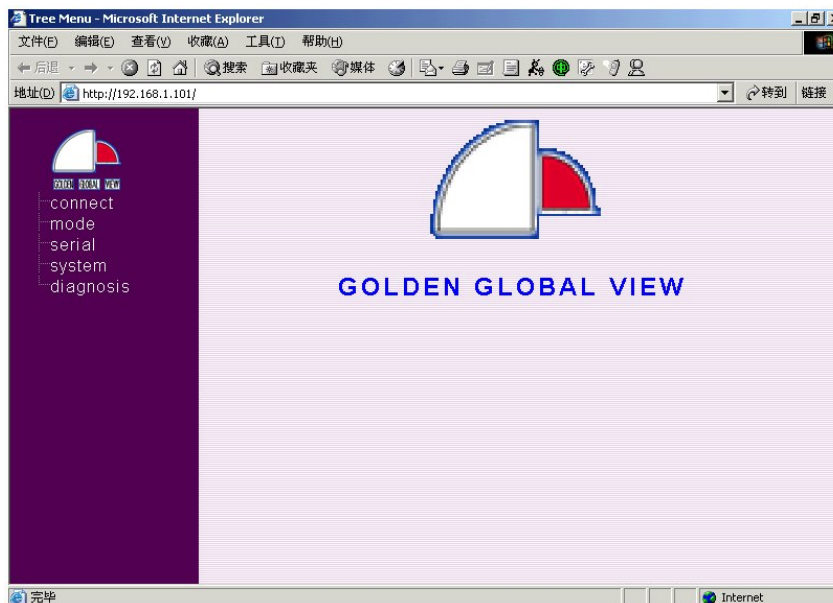 Tree Menu - Microsoft Internet Explorer
文件(F) 编辑(E) 查看(V) 收藏(A) 工具(T) 帮助(H)
后退 搜索 收藏夹 媒体
地址(D) http://192.168.1.101/ 转到 链接
GOLDEN GLOBAL VIEW
connect
mode
serial
system
diagnosis
GOLDEN GLOBAL VIEW
完毕 Internet